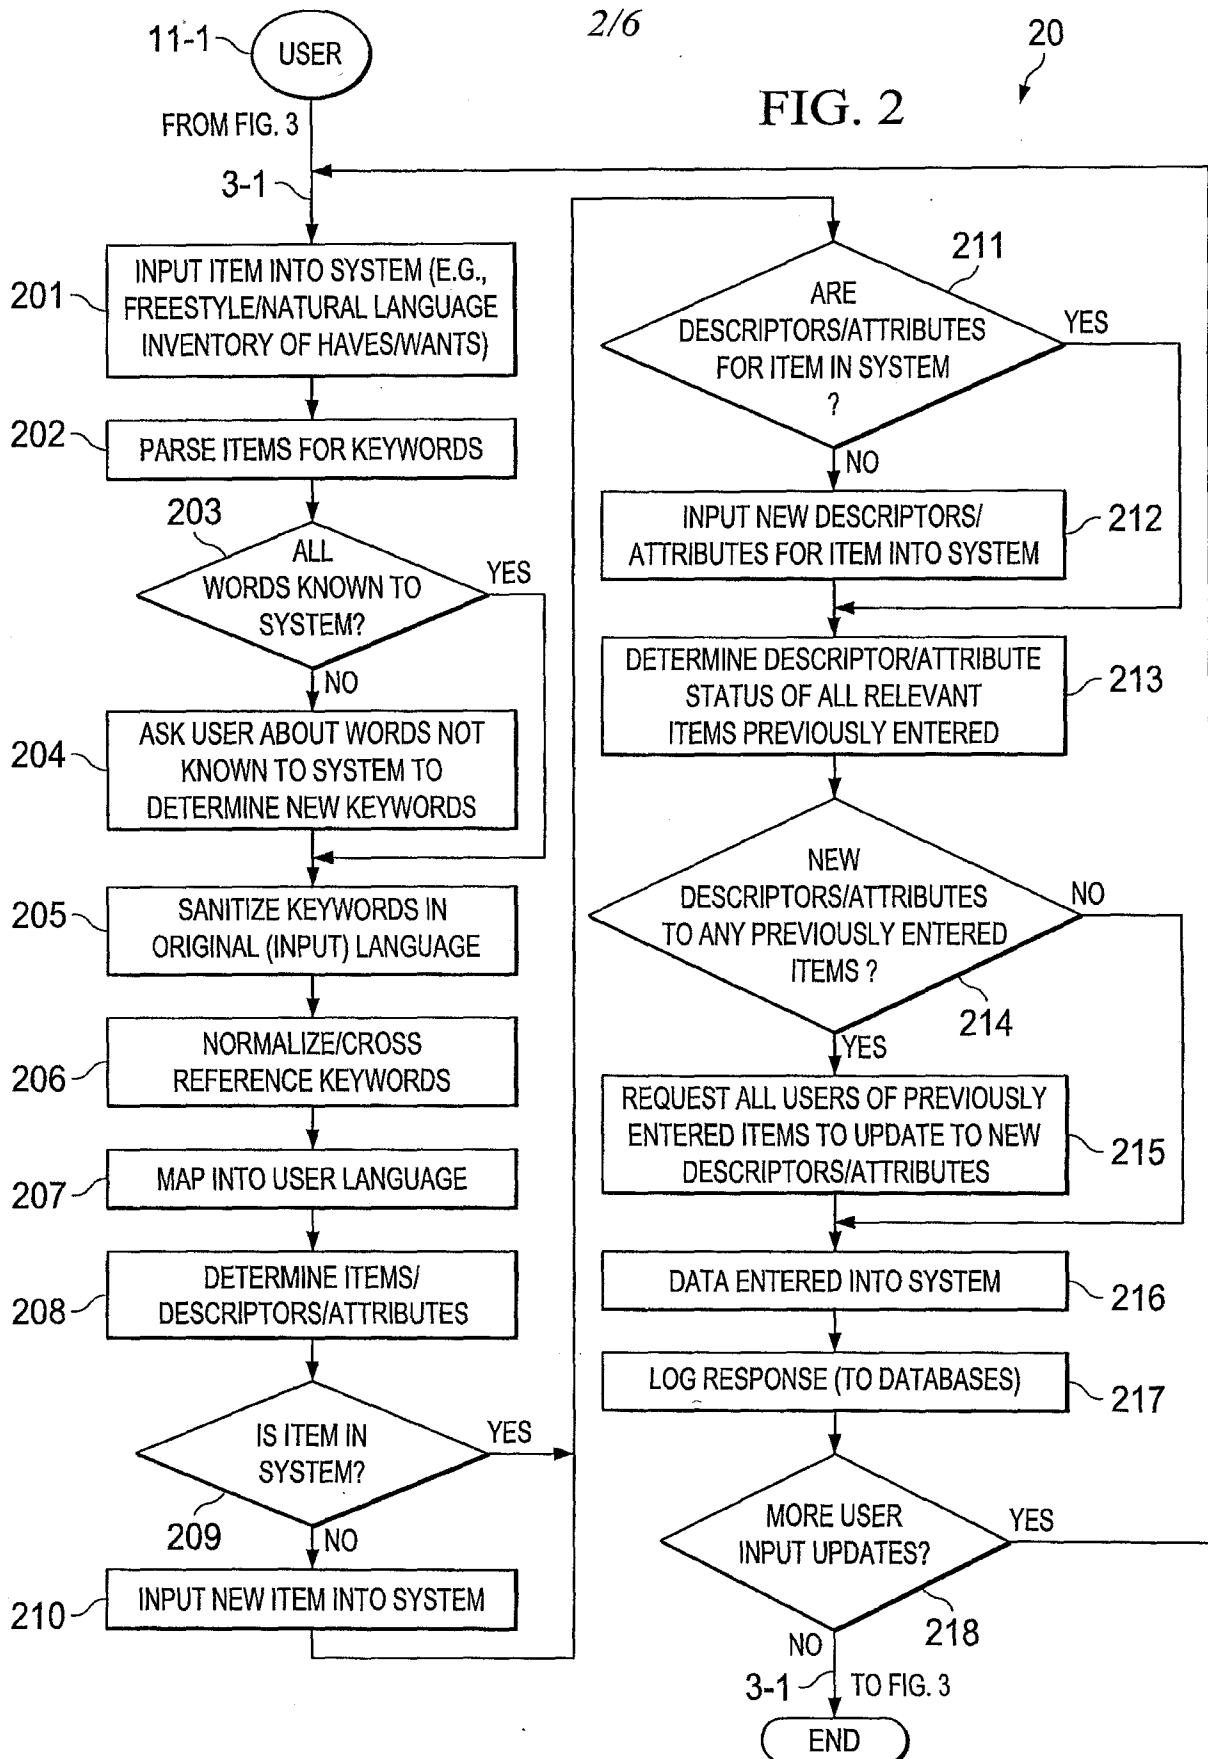 2/6
20
FIG. 2
11-1
USER
FROM FIG. 3
3-1
201
INPUT ITEM INTO SYSTEM (E.G.,
FREESTYLE/NATURAL LANGUAGE
INVENTORY OF HAVES/WANTS)
202
PARSE ITEMS FOR KEYWORDS
203
ALL
WORDS KNOWN TO
SYSTEM?
YES
NO
204
ASK USER ABOUT WORDS NOT
KNOWN TO SYSTEM TO
DETERMINE NEW KEYWORDS
205
SANITIZE KEYWORDS IN
ORIGINAL (INPUT) LANGUAGE
206
NORMALIZE/CROSS
REFERENCE KEYWORDS
207
MAP INTO USER LANGUAGE
208
DETERMINE ITEMS/
DESCRIPTORS/ATTRIBUTES
IS ITEM IN
SYSTEM?
YES
209
NO
210
INPUT NEW ITEM INTO SYSTEM
211
ARE
DESCRIPTORS/ATTRIBUTES
FOR ITEM IN SYSTEM
?
YES
NO
INPUT NEW DESCRIPTORS/
ATTRIBUTES FOR ITEM INTO SYSTEM
212
DETERMINE DESCRIPTOR/ATTRIBUTE
STATUS OF ALL RELEVANT
ITEMS PREVIOUSLY ENTERED
213
NEW
DESCRIPTORS/ATTRIBUTES
TO ANY PREVIOUSLY ENTERED
ITEMS ?
NO
214
YES
REQUEST ALL USERS OF PREVIOUSLY
ENTERED ITEMS TO UPDATE TO NEW
DESCRIPTORS/ATTRIBUTES
215
DATA ENTERED INTO SYSTEM
216
LOG RESPONSE (TO DATABASES)
217
MORE USER
INPUT UPDATES?
YES
218
NO
3-1
TO FIG. 3
END